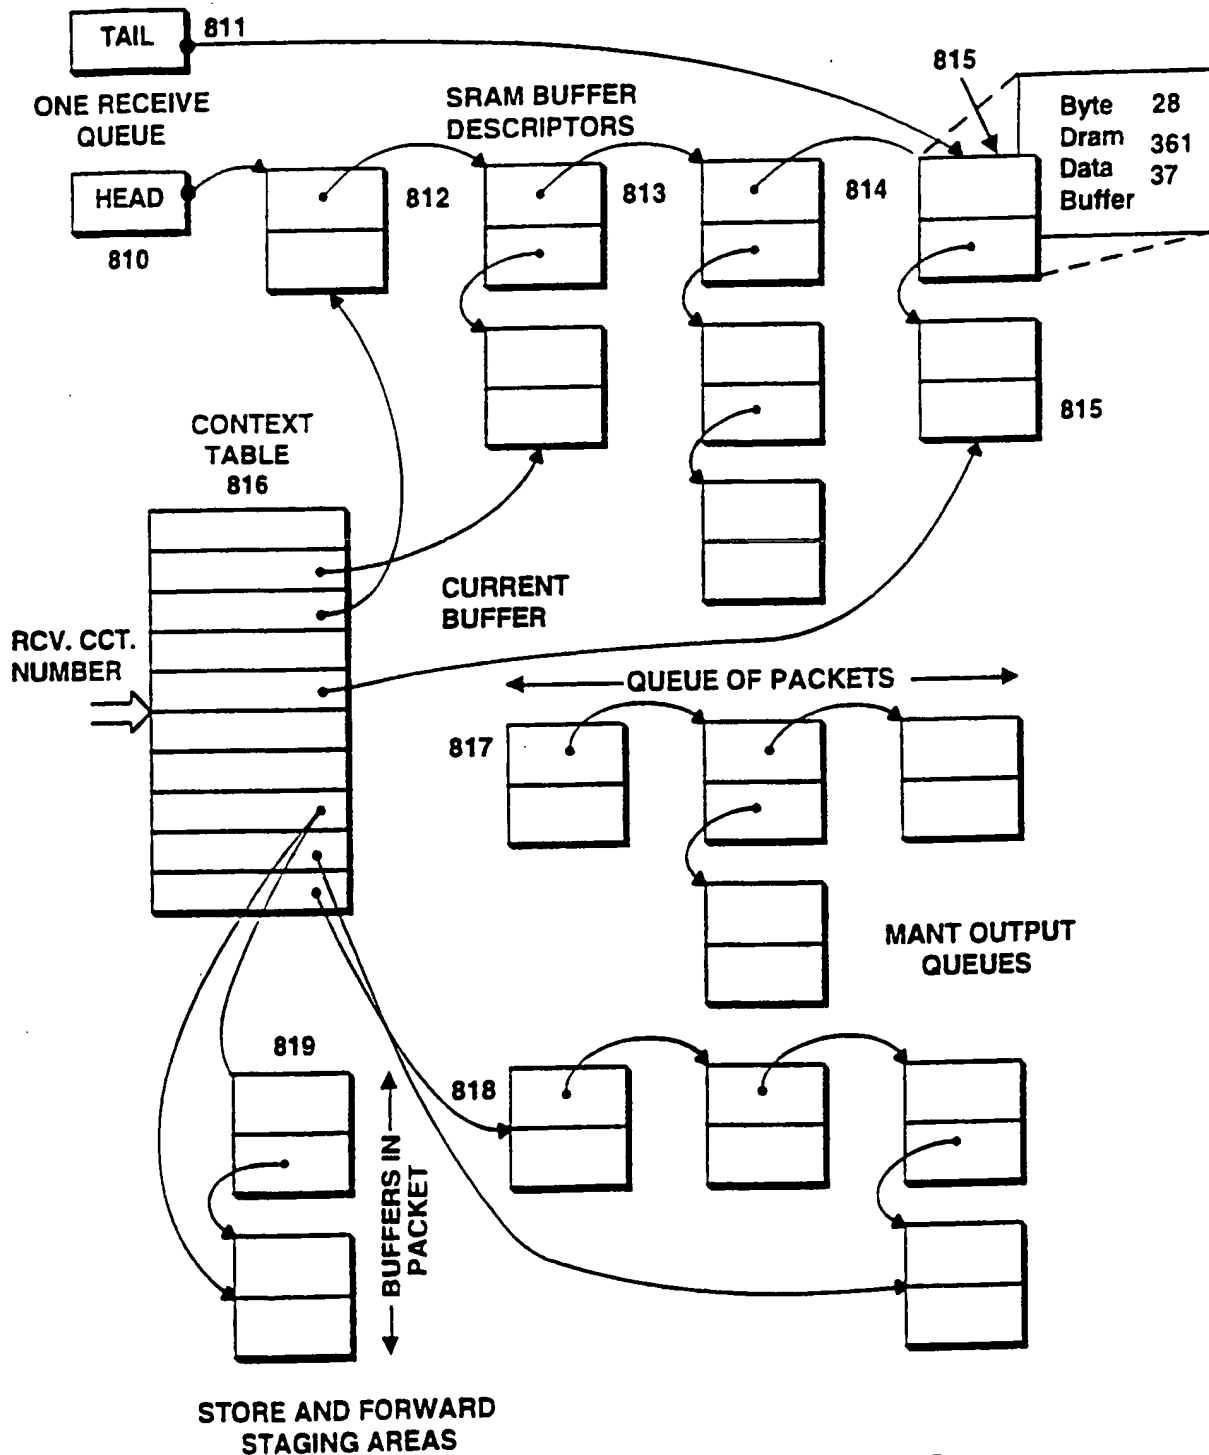 TAIL
811
ONE RECEIVE
QUEUE
HEAD
810
SRAM BUFFER
DESCRIPTORS
812
813
814
815
Byte 28
Dram 361
Data 37
Buffer
815
CONTEXT
TABLE
816
CURRENT
BUFFER
RCV. CCT.
NUMBER
QUEUE OF PACKETS
817
MANT OUTPUT
QUEUES
819
818
BUFFERS IN
PACKET
STORE AND FORWARD
STAGING AREAS